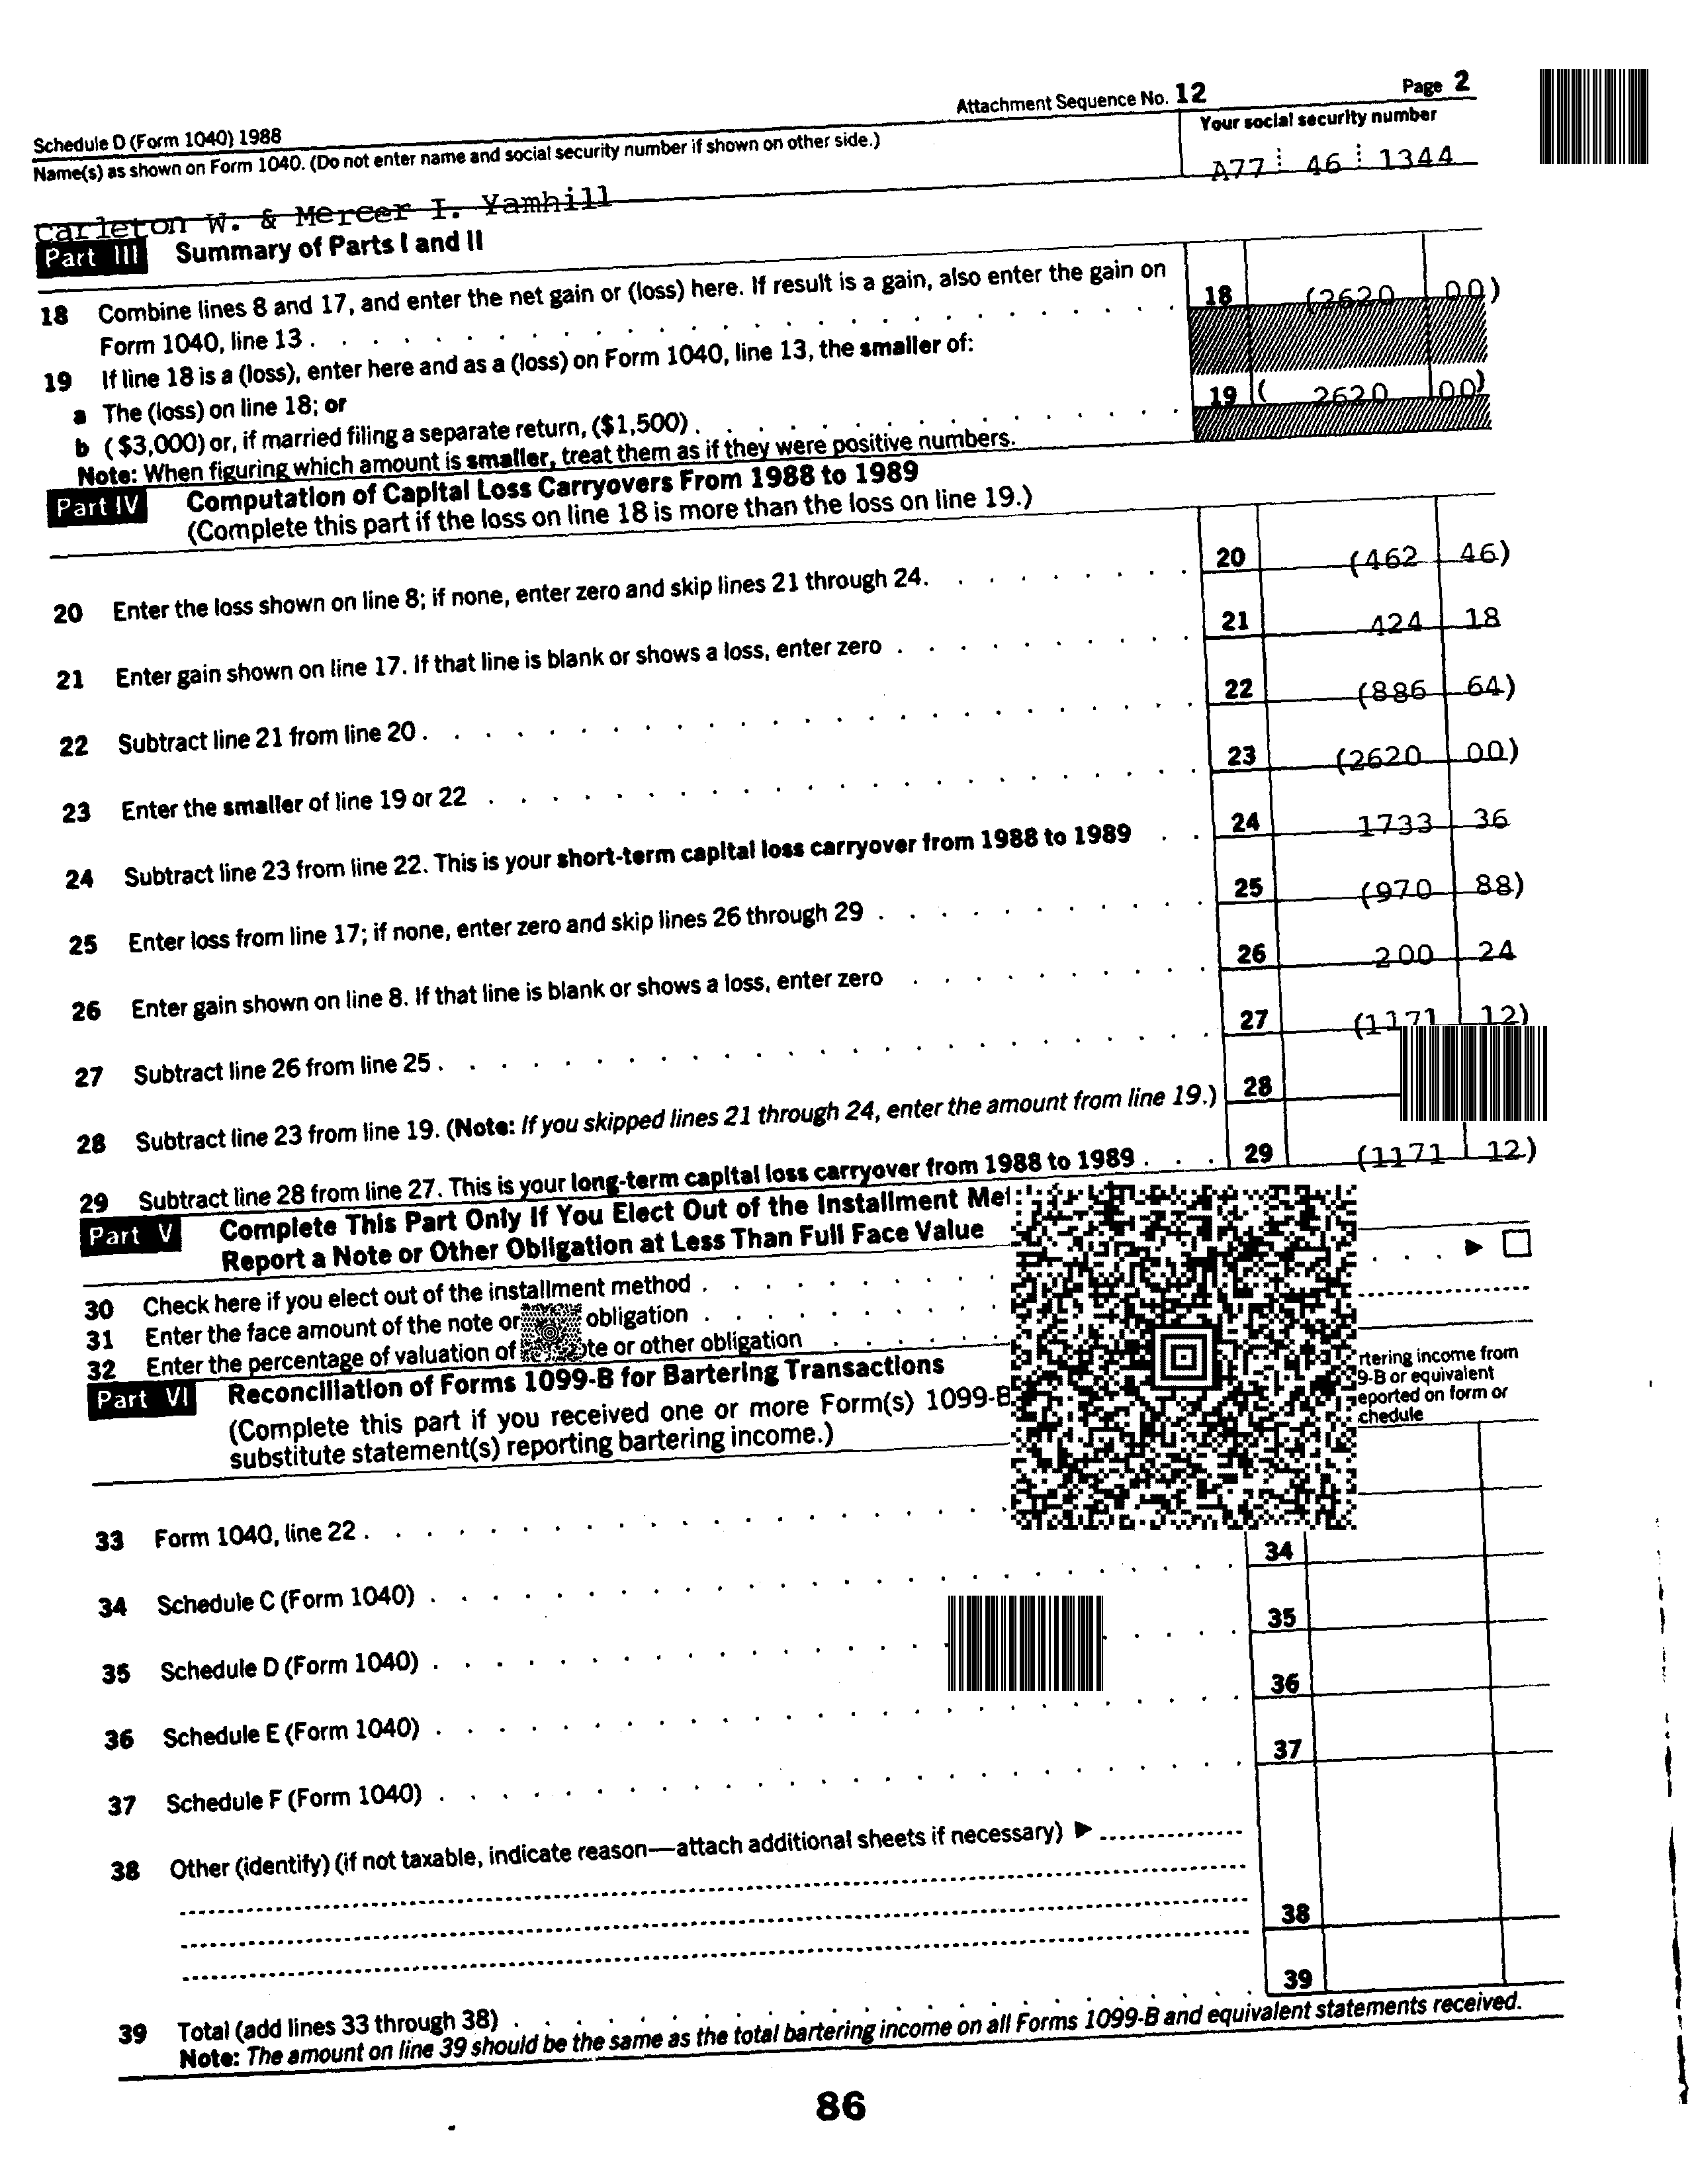 Schedule D (Form 1040) 1988 Attachment Sequence No. 12 Page 2
Name(s) as shown on Form 1040. (Do not enter name and social security number if shown on other side.) Your social security number
Carleton W. & Mercer I. Yamhill A77 46 1344
Part III Summary of Parts I and II
18 Combine lines 8 and 17, and enter the net gain or (loss) here. If result is a gain, also enter the gain on
Form 1040, line 13 . . . 18 (2620 00)
19 If line 18 is a (loss), enter here and as a (loss) on Form 1040, line 13, the smaller of:
a The (loss) on line 18; or
b ($3,000) or, if married filing a separate return, ($1,500) . . . 19 ( 2620 00)
Note: When figuring which amount is smaller, treat them as if they were positive numbers.
Part IV Computation of Capital Loss Carryovers From 1988 to 1989
(Complete this part if the loss on line 18 is more than the loss on line 19.)
20 Enter the loss shown on line 8; if none, enter zero and skip lines 21 through 24. . . . 20 (462 46)
21 Enter gain shown on line 17. If that line is blank or shows a loss, enter zero . . . 21 424 18
22 Subtract line 21 from line 20 . . . 22 (886 64)
23 Enter the smaller of line 19 or 22 . . . 23 (2620 00)
24 Subtract line 23 from line 22. This is your short-term capital loss carryover from 1988 to 1989 . . 24 1733 36
25 Enter loss from line 17; if none, enter zero and skip lines 26 through 29 . . . 25 (970 88)
26 Enter gain shown on line 8. If that line is blank or shows a loss, enter zero . . . 26 200 24
27 Subtract line 26 from line 25 . . . 27 (1171 12)
28 Subtract line 23 from line 19. (Note: If you skipped lines 21 through 24, enter the amount from line 19.) 28
29 Subtract line 28 from line 27. This is your long-term capital loss carryover from 1988 to 1989 . . . 29 (1171 12)
Part V Complete This Part Only If You Elect Out of the Installment
Report a Note or Other Obligation at Less Than Full Face Value
30 Check here if you elect out of the installment method . . .
31 Enter the face amount of the note or obligation . . .
32 Enter the percentage of valuation of or other obligation . . .
Part VI Reconciliation of Forms 1099-B for Bartering Transactions
(Complete this part if you received one or more Form(s) 1099-B
substitute statement(s) reporting bartering income.)
income from
or equivalent
on form or
33 Form 1040, line 22 . . .
34 Schedule C (Form 1040) . . . 34
35 Schedule D (Form 1040) . . . 35
36 Schedule E (Form 1040) . . . 36
37 Schedule F (Form 1040) . . . 37
38 Other (identify) (if not taxable, indicate reason—attach additional sheets if necessary) ▶
38
39 Total (add lines 33 through 38) . . . 39
Note: The amount on line 39 should be the same as the total bartering income on all Forms 1099-B and equivalent statements received.
86